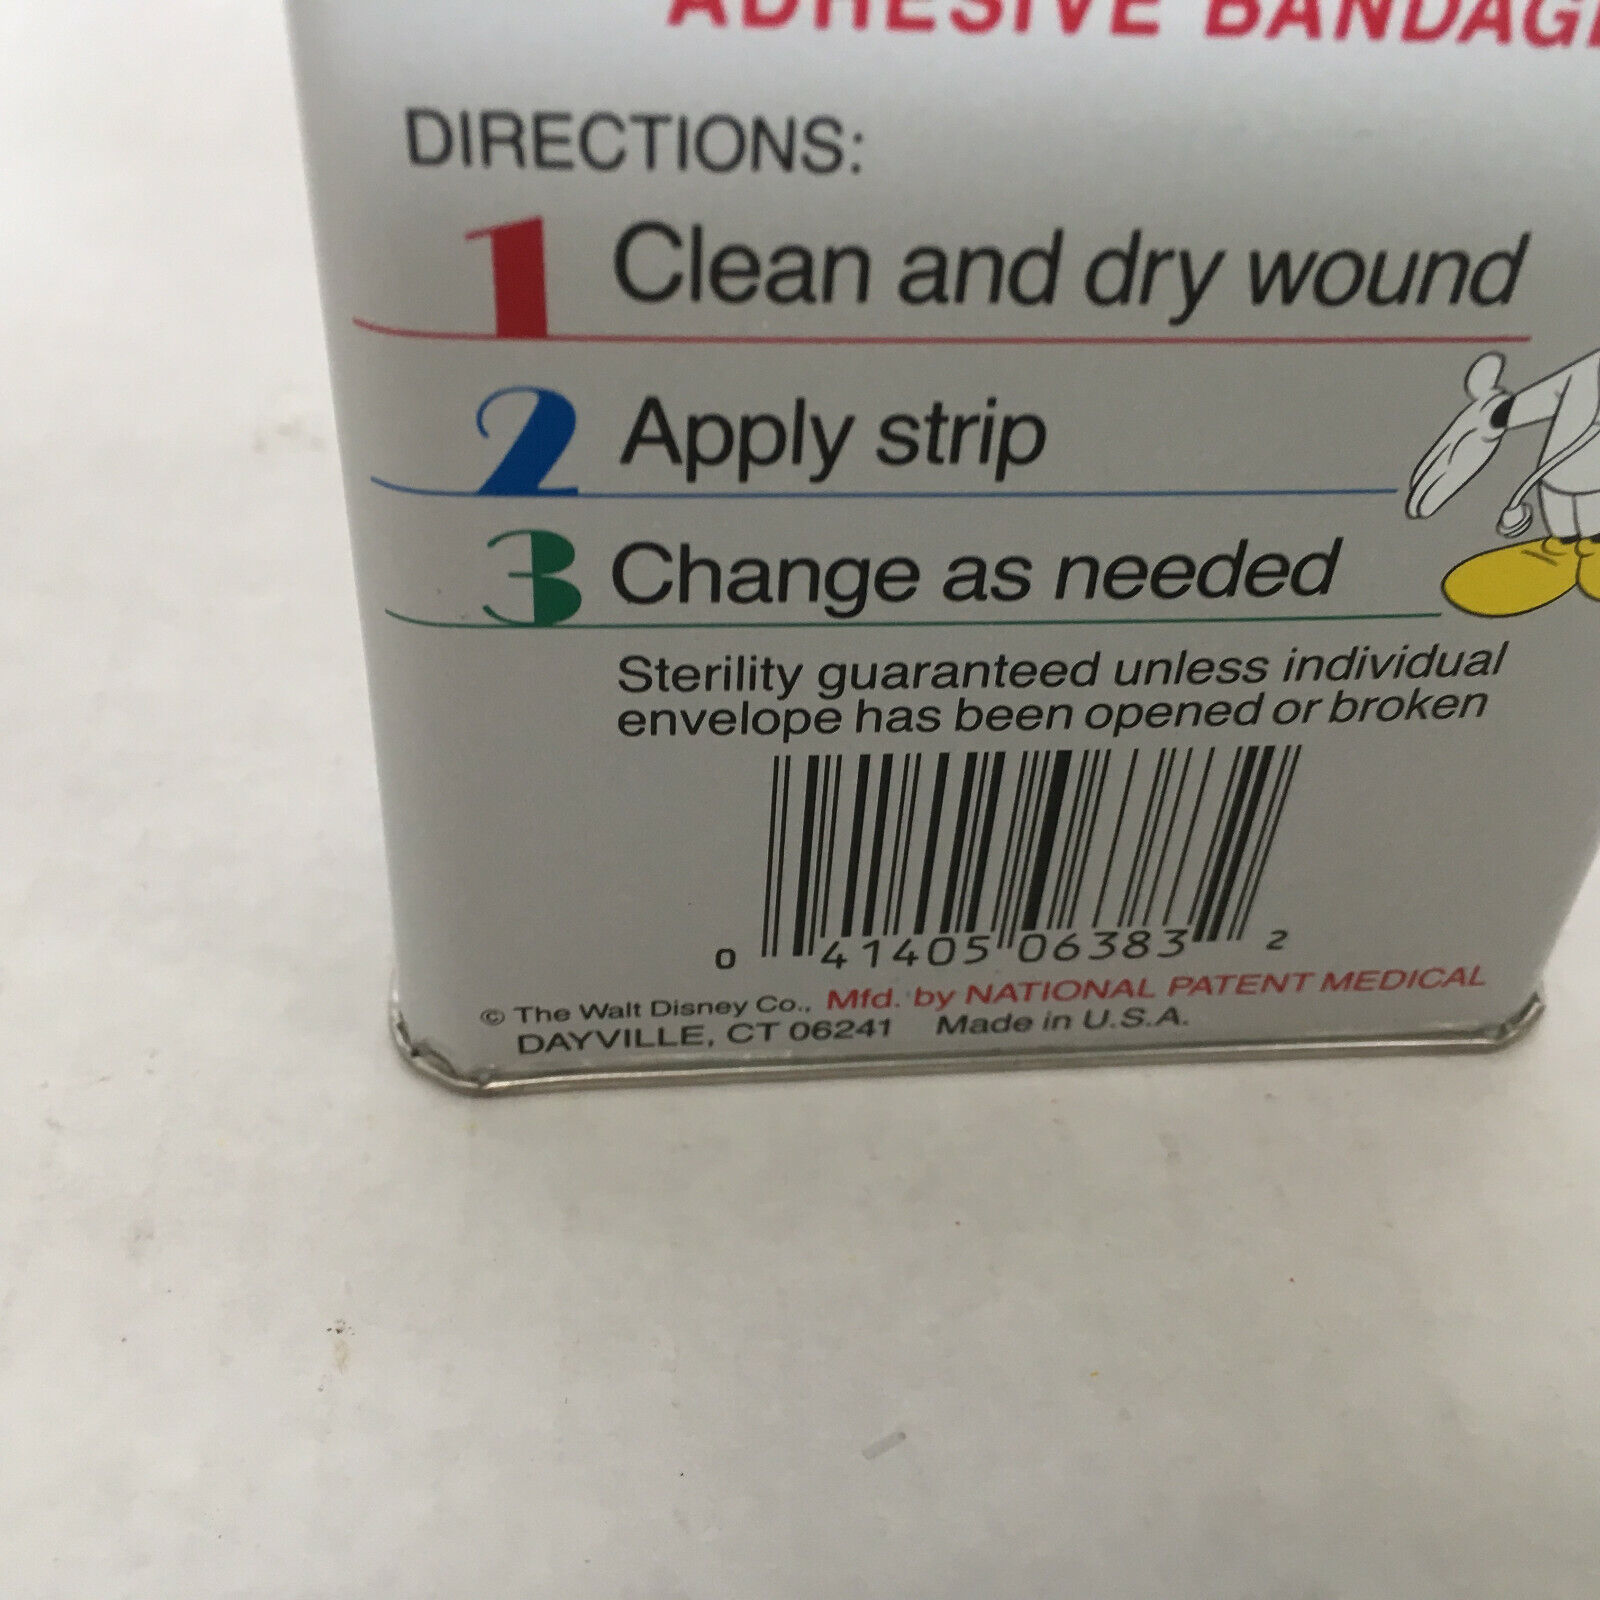 ADHESIVE BANDAGE
DIRECTIONS:
1 Clean and dry wound
2 Apply strip
3 Change as needed
Sterility guaranteed unless individual
envelope has been opened or broken
0 41405 06383 2
© The Walt Disney Co., Mfd. by NATIONAL PATENT MEDICAL
DAYVILLE, CT 06241 Made in U.S.A.